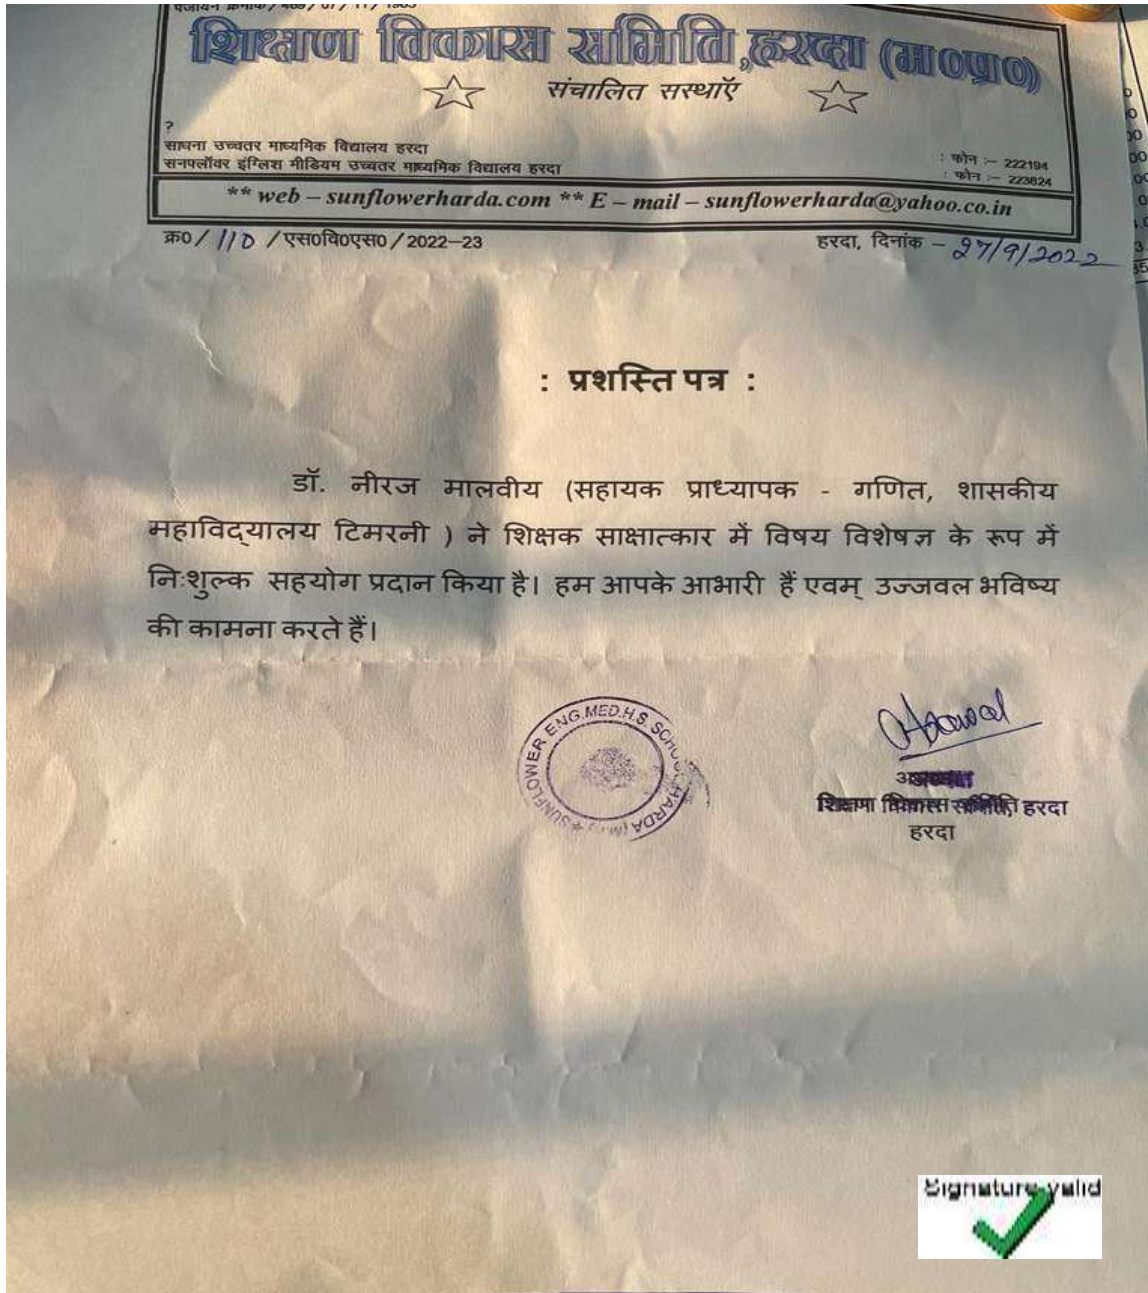 शिक्षण विकास समिति,हरदा (म०प्र०)
संचालित सस्थाऍ
?
साधना उच्चतर माध्यमिक विद्यालय हरदा
सनफ्लॉवर इंग्लिश मीडियम उच्चतर माध्यमिक विद्यालय हरदा
: फोन :– 222194
: फोन :– 223624
** web – sunflowerharda.com ** E – mail – sunflowerharda@yahoo.co.in
क्र0 / 110 / एस0वि0एस0 / 2022–23
हरदा, दिनांक – 27/9/2022
: प्रशस्ति पत्र :
डॉ. नीरज मालवीय (सहायक प्राध्यापक - गणित, शासकीय
महाविद्यालय टिमरनी ) ने शिक्षक साक्षात्कार में विषय विशेषज्ञ के रूप में
निःशुल्क सहयोग प्रदान किया है। हम आपके आभारी हैं एवम् उज्जवल भविष्य
की कामना करते हैं।
SUNFLOWER ENG.MED.H.S. SCHOOL HARDA
शिक्षण विकास समिति, हरदा
हरदा
Signature valid